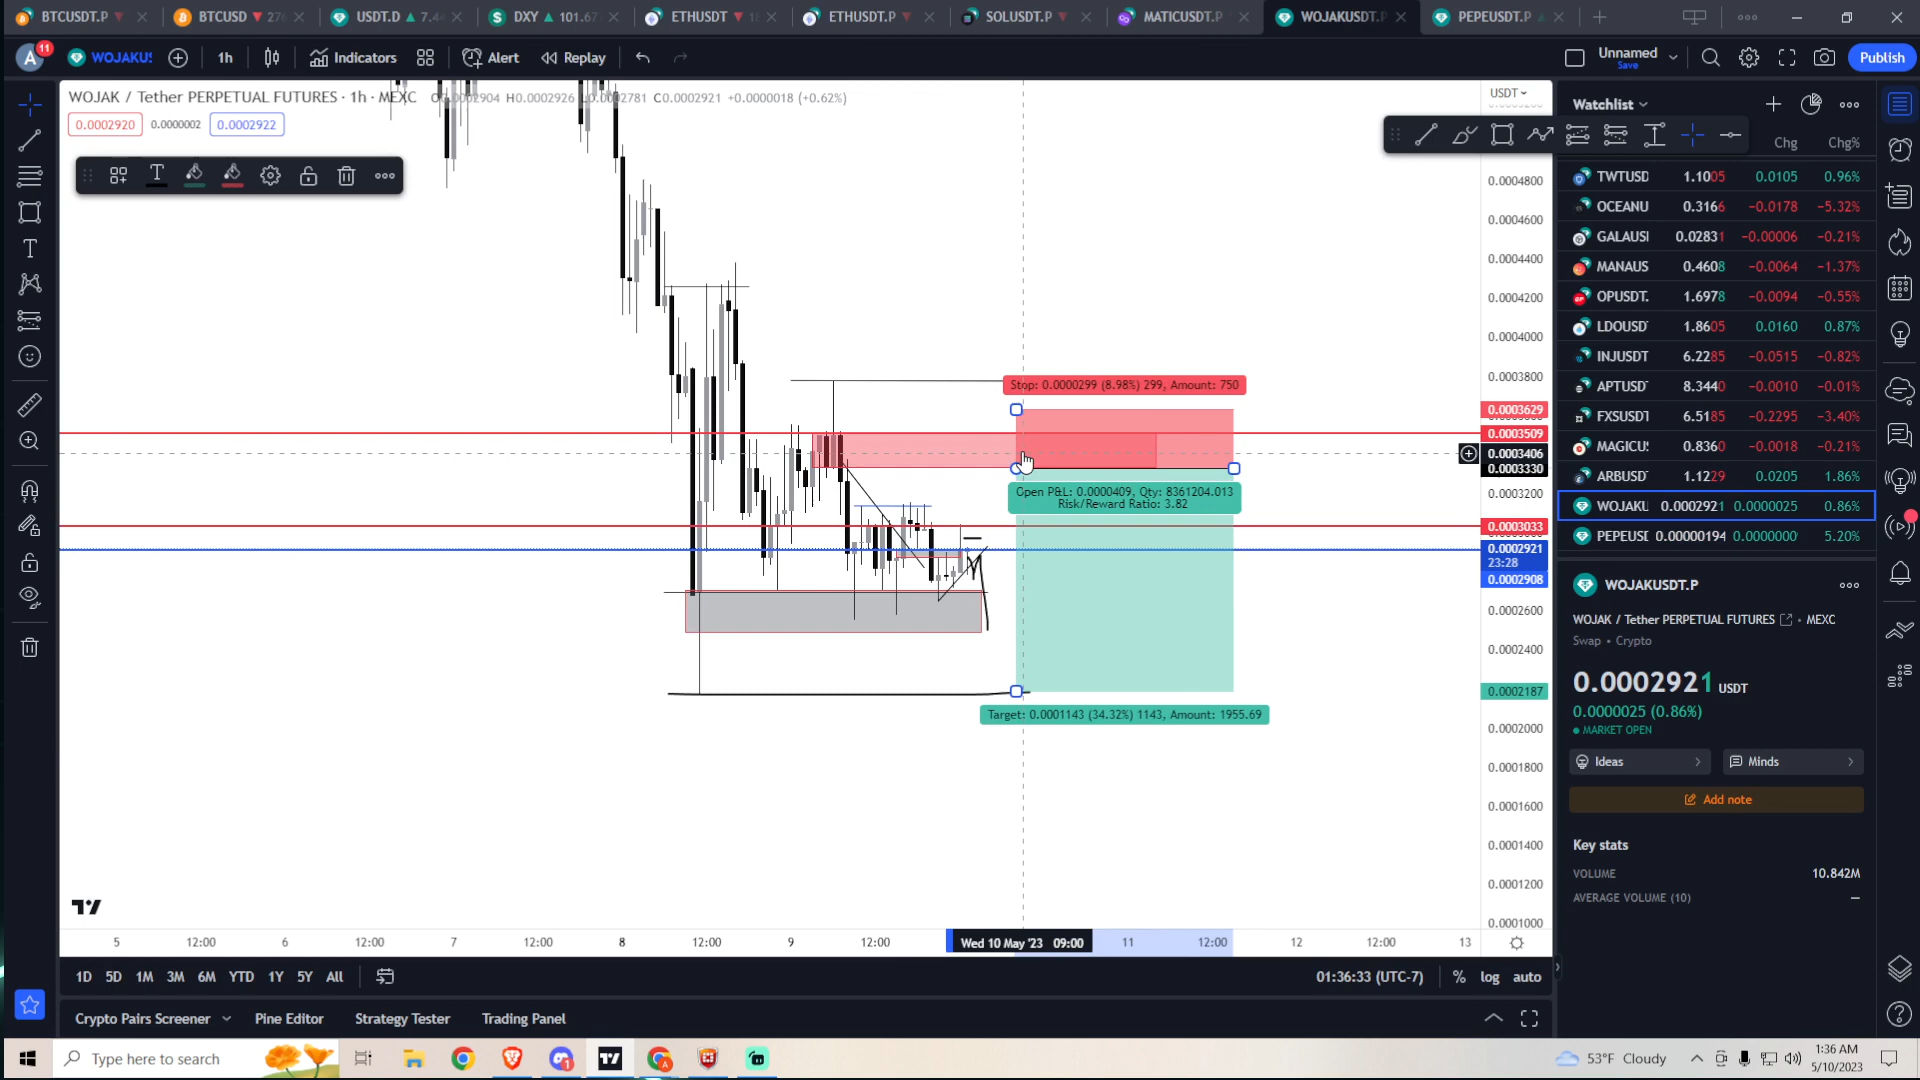 BTCUSDT.P
BTCUSD 27
USDT.D 7.4
DXY 101.67
ETHUSDT
ETHUSDT.P
SOLUSDT.P
MATICUSDT.P
WOJAKUSDT.P
PEPEUSDT.P
A 11
WOJAKU!
1h
Indicators
Alert
Replay
Unnamed
Save
Publish
WOJAK / Tether PERPETUAL FUTURES · 1h · MEXC H0.0002926 C0.0002921 +0.0000018 (+0.62%)
0.0002920 0.0000002 0.0002922
USDT
0.0004800
0.0004600
0.0004400
0.0004200
0.0004000
0.0003800
0.0003629
0.0003509
0.0003406
0.0003330
0.0003200
0.0003033
0.0002921
23:28
0.0002908
0.0002600
0.0002400
0.0002187
0.0002000
0.0001800
0.0001600
0.0001400
0.0001200
0.0001000
Stop: 0.0000299 (8.98%) 299, Amount: 750
Open P&L: 0.0000409, Qty: 8361204.013
Risk/Reward Ratio: 3.82
Target: 0.0001143 (34.32%) 1143, Amount: 1955.69
5 12:00 6 12:00 7 12:00 8 12:00 9 12:00 Wed 10 May '23 09:00 11 12:00 12 12:00 13
1D 5D 1M 3M 6M YTD 1Y 5Y All
01:36:33 (UTC-7) % log auto
Crypto Pairs Screener Pine Editor Strategy Tester Trading Panel
Watchlist
Chg Chg%
TWTUSD 1.1005 0.0105 0.96%
OCEANU 0.3166 −0.0178 −5.32%
GALAUSI 0.02831 −0.00006 −0.21%
MANAUS 0.4608 −0.0064 −1.37%
OPUSDT. 1.6978 −0.0094 −0.55%
LDOUSD 1.8605 0.0160 0.87%
INJUSDT 6.2285 −0.0515 −0.82%
APTUSD 8.3440 −0.0010 −0.01%
FXSUSDT 6.5185 −0.2295 −3.40%
MAGICU! 0.8360 −0.0018 −0.21%
ARBUSD 1.1229 0.0205 1.86%
WOJAKU 0.0002921 0.0000025 0.86%
PEPEUSI 0.00000194 0.0000000 5.20%
WOJAKUSDT.P
WOJAK / Tether PERPETUAL FUTURES · MEXC
Swap • Crypto
0.0002921 USDT
0.0000025 (0.86%)
MARKET OPEN
Ideas
Minds
Add note
Key stats
VOLUME 10.842M
AVERAGE VOLUME (10) —
Type here to search
53°F Cloudy
1:36 AM
5/10/2023